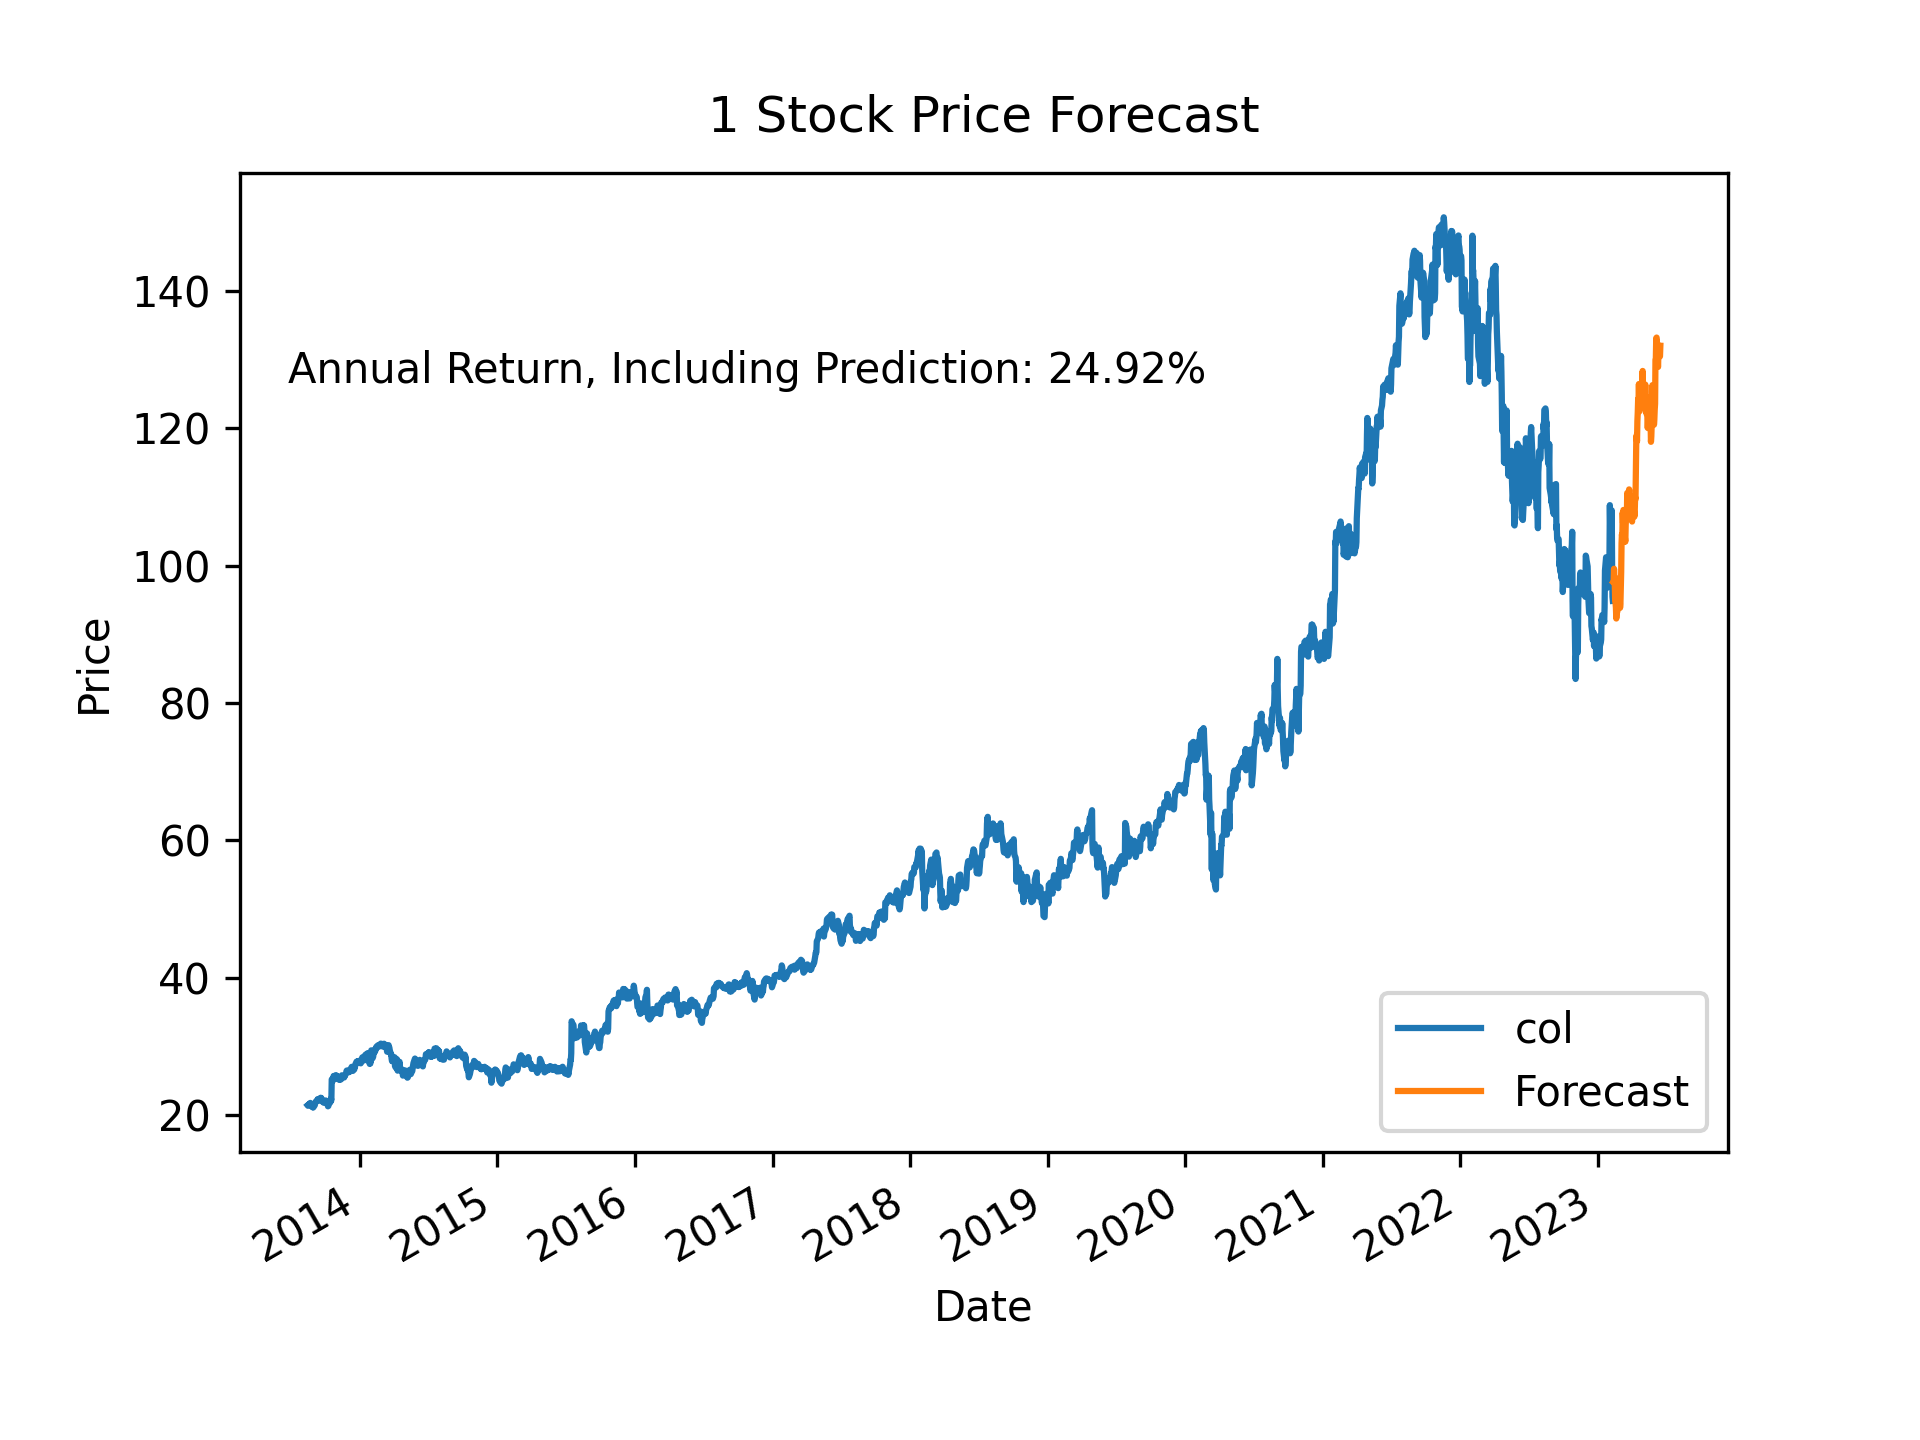 1 Stock Price Forecast
Annual Return, Including Prediction: 24.92%
Price
140
120
100
80
60
40
20
col
Forecast
2014
2015
2016
2017
2018
2019
2020
2021
2022
2023
Date